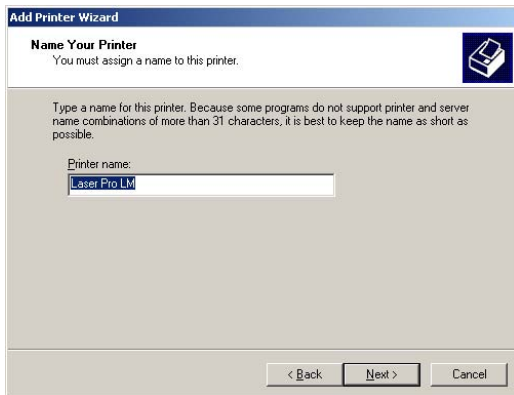 Add Printer Wizard
Name Your Printer
You must assign a name to this printer.
Type a name for this printer. Because some programs do not support printer and server
name combinations of more than 31 characters, it is best to keep the name as short as
possible.
Printer name:
Laser Pro LM
< Back
Next >
Cancel